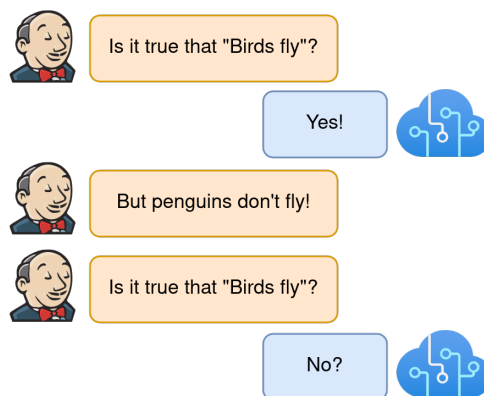 Is it true that "Birds fly"?
Yes!
But penguins don't fly!
Is it true that "Birds fly"?
No?